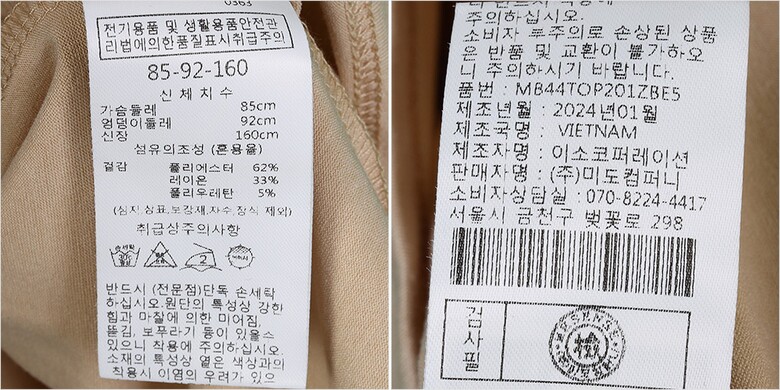 0363
전기용품 및 생활용품안전관
리법에의한품질표시취급주의
85-92-160
신체치수
가슴둘레 85cm
엉덩이둘레 92cm
신장 160cm
섬유의조성 (혼용율)
겉감 폴리에스터 62%
레이온 33%
폴리우레탄 5%
(심지,상표,보강재,자수,장식 제외)
취급상주의사항
반드시 (전문점)단독 손세탁
하십시오.원단의 특성상 강한
힘과 마찰에 의한 미어짐,
뜯김, 보푸라기 등이 있을수
있으니 착용에 주의하십시오.
소재의 특성상 옅은 색상과의
착용시 이염의 우려가 있으
주의하십시오.
소비자 부주의로 손상된 상품
은 반품 및 교환이 불가하오
니 주의하시기 바랍니다.
품번 : MB44TOP201ZBE5
제조년월 : 2024년01월
제조국명 : VIETNAM
제조자명 : 이소코퍼레이션
판매자명 : (주)미도컴퍼니
소비자상담실 : 070-8224-4417
서울시 금천구 벚꽃로 298
검사필